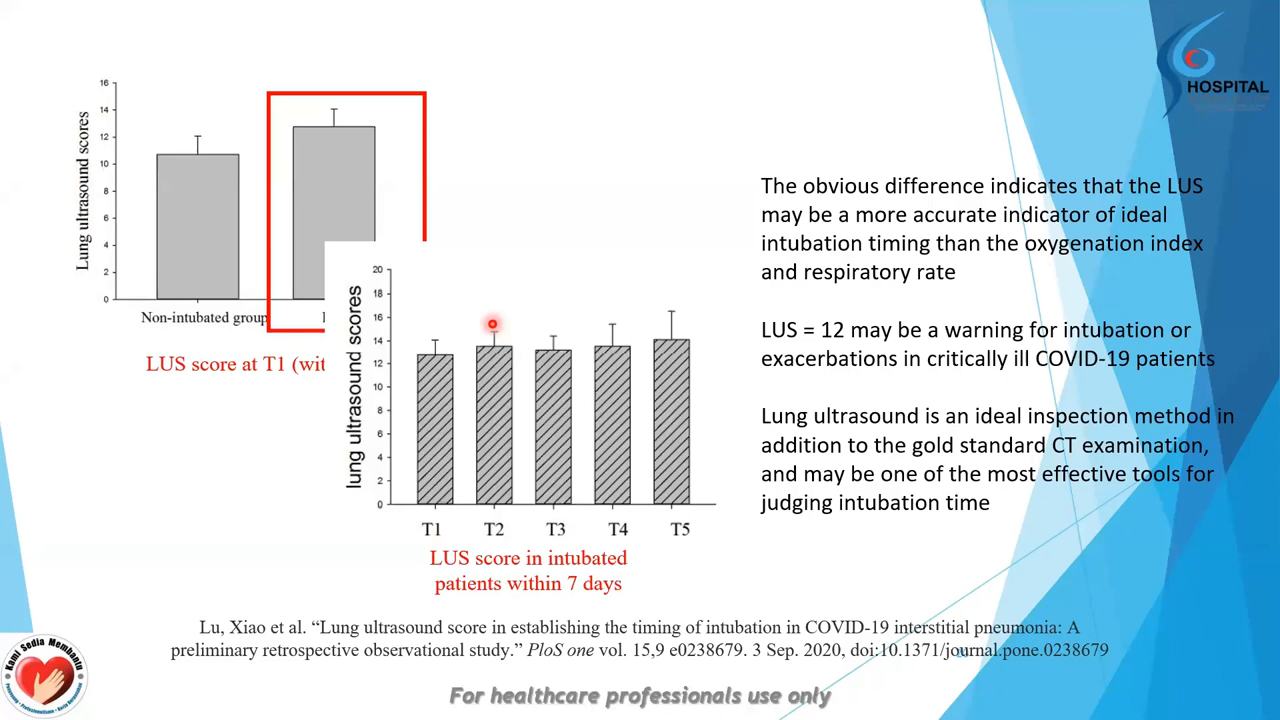 HOSPITAL
Lung ultrasound scores
16
14
12
10
8
6
4
2
0
Non-intubated group
LUS score at T1 (wit
lung ultrasound scores
20
18
16
14
12
10
8
6
4
2
0
T1 T2 T3 T4 T5
LUS score in intubated
patients within 7 days
The obvious difference indicates that the LUS
may be a more accurate indicator of ideal
intubation timing than the oxygenation index
and respiratory rate
LUS = 12 may be a warning for intubation or
exacerbations in critically ill COVID-19 patients
Lung ultrasound is an ideal inspection method in
addition to the gold standard CT examination,
and may be one of the most effective tools for
judging intubation time
Lu, Xiao et al. “Lung ultrasound score in establishing the timing of intubation in COVID-19 interstitial pneumonia: A
preliminary retrospective observational study.” PloS one vol. 15,9 e0238679. 3 Sep. 2020, doi:10.1371/journal.pone.0238679
Kami Sedia Membantu
For healthcare professionals use only